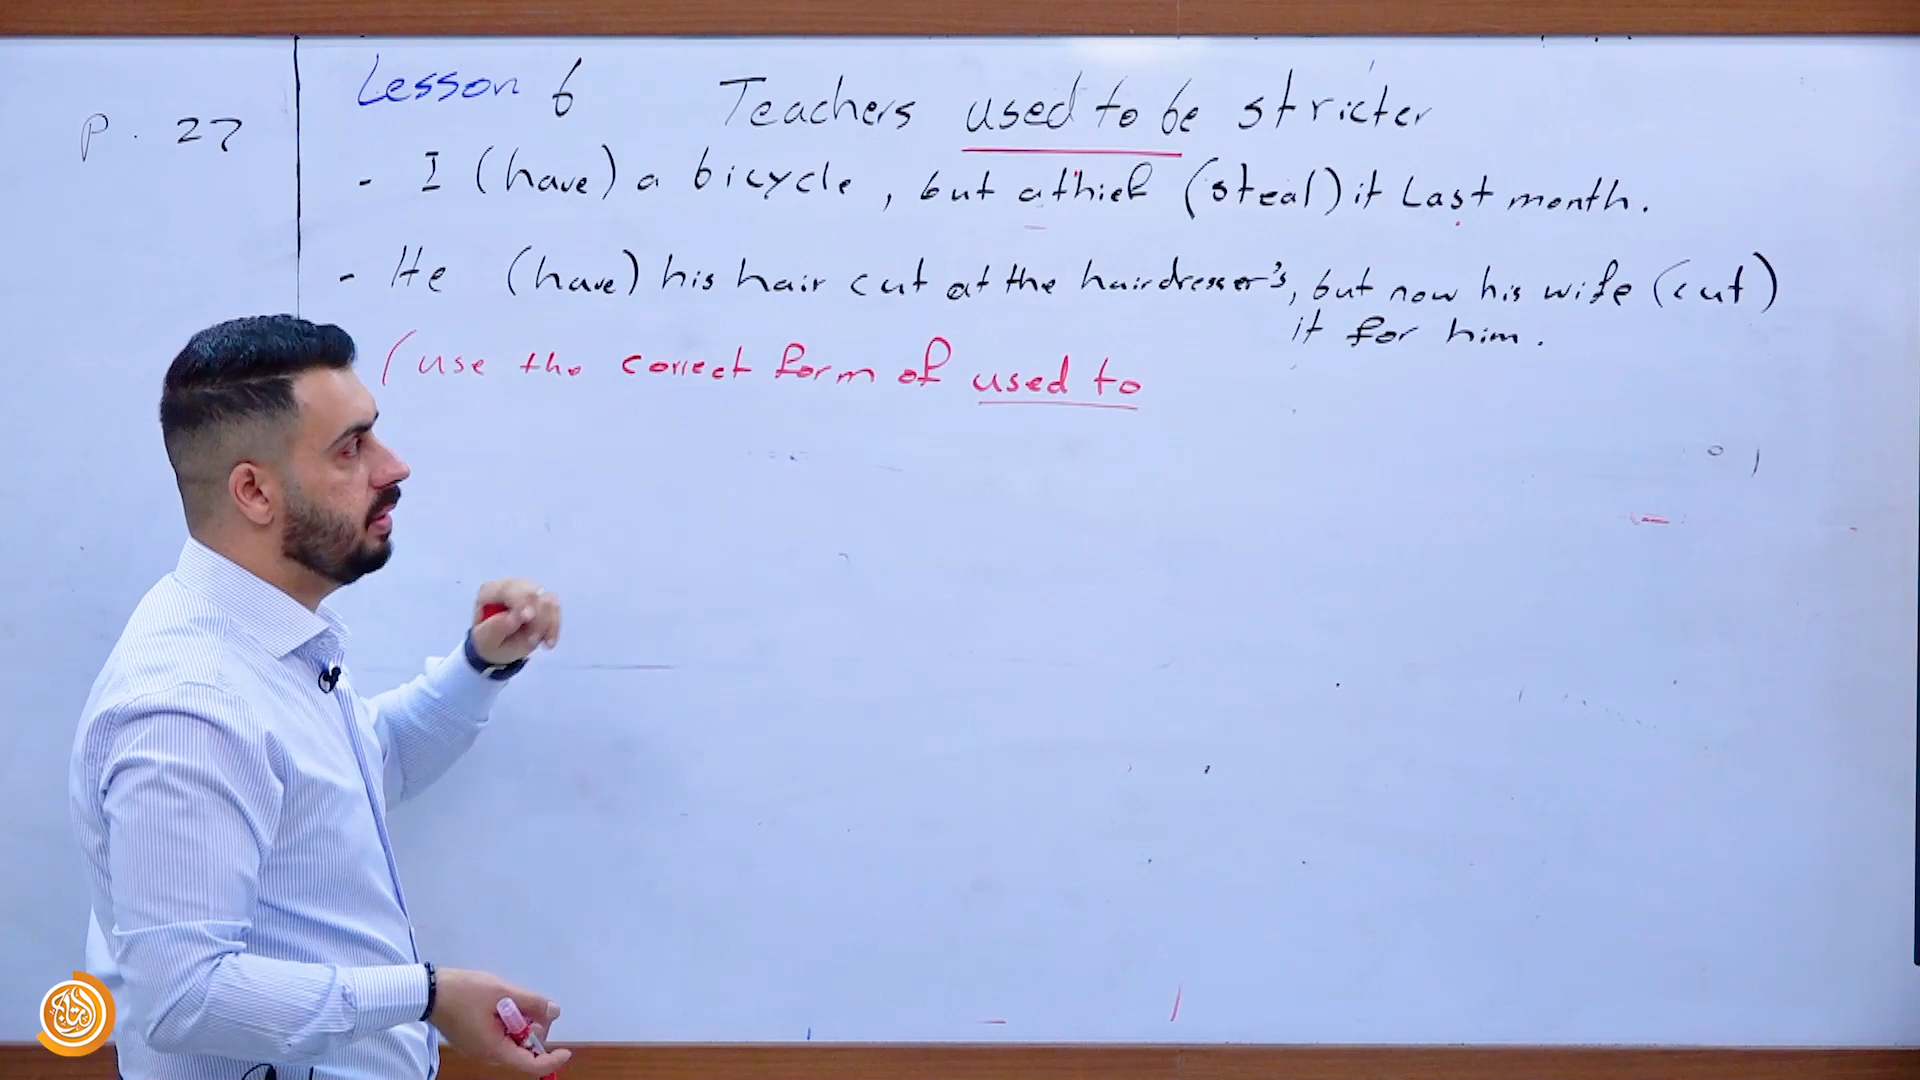 p. 27
Lesson 6 Teachers used to be stricter
- I (have) a bicycle, but a thief (steal) it Last month.
- He (have) his hair cut at the hairdresser's, but now his wife (cut)
it for him.
(use the correct form of used to